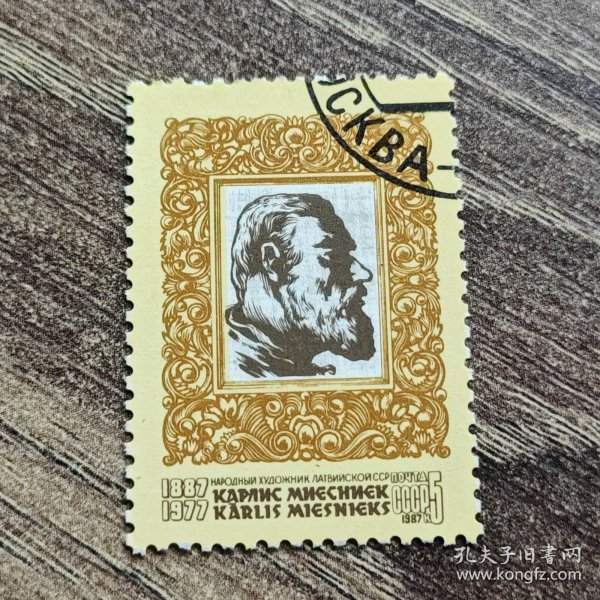 МОСКВА
1887
1977
НАРОДНЫЙ ХУДОЖНИК ЛАТВИЙСКОЙ ССР
КАРЛИС МИЕСНИЕК
KĀRLIS MIESNIEKS
ПОЧТА
СССР
5
К
1987
孔夫子旧书网
www.kongfz.com